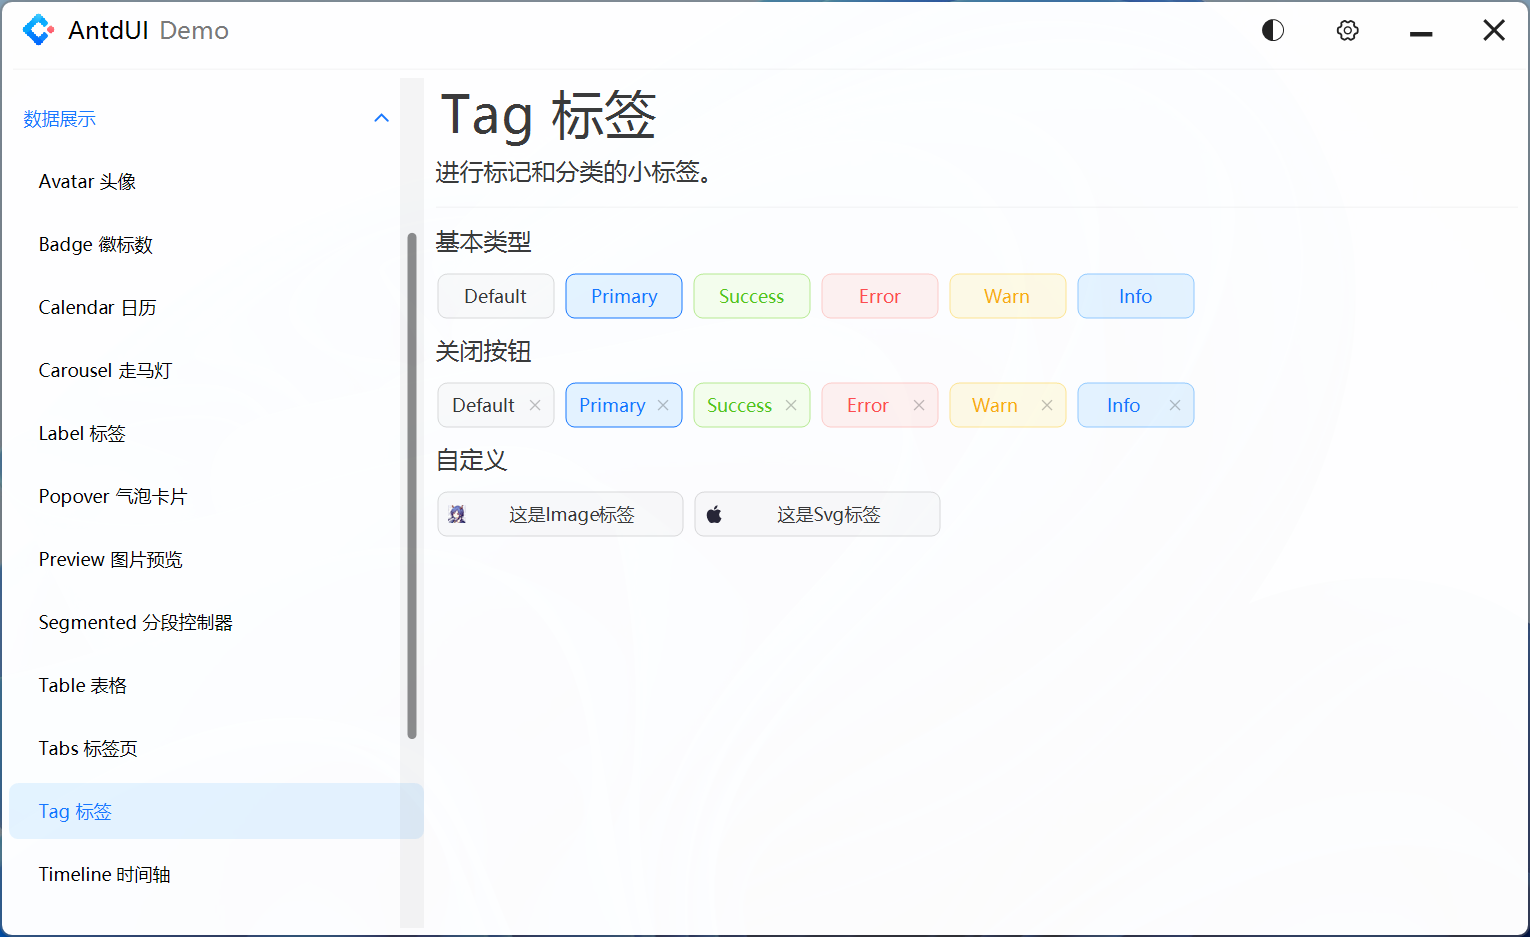 AntdUI Demo
数据展示
Avatar 头像
Badge 徽标数
Calendar 日历
Carousel 走马灯
Label 标签
Popover 气泡卡片
Preview 图片预览
Segmented 分段控制器
Table 表格
Tabs 标签页
Tag 标签
Timeline 时间轴
Tag 标签
进行标记和分类的小标签。
基本类型
Default Primary Success Error Warn Info
关闭按钮
Default Primary Success Error Warn Info
自定义
这是Image标签 这是Svg标签